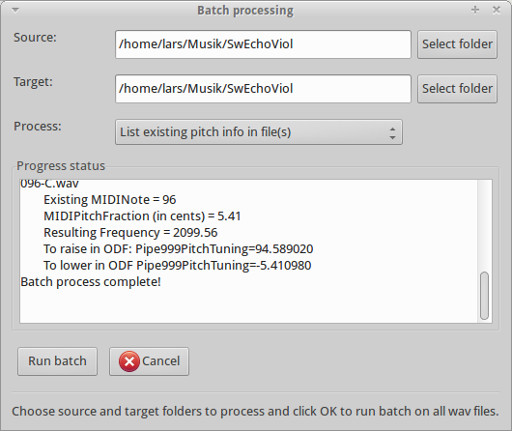 Batch processing
Source:
/home/lars/Musik/SwEchoViol
Select folder
Target:
/home/lars/Musik/SwEchoViol
Select folder
Process:
List existing pitch info in file(s)
Progress status
096-C.wav
Existing MIDINote = 96
MIDIPitchFraction (in cents) = 5.41
Resulting Frequency = 2099.56
To raise in ODF: Pipe999PitchTuning=94.589020
To lower in ODF Pipe999PitchTuning=-5.410980
Batch process complete!
Run batch
Cancel
Choose source and target folders to process and click OK to run batch on all wav files.